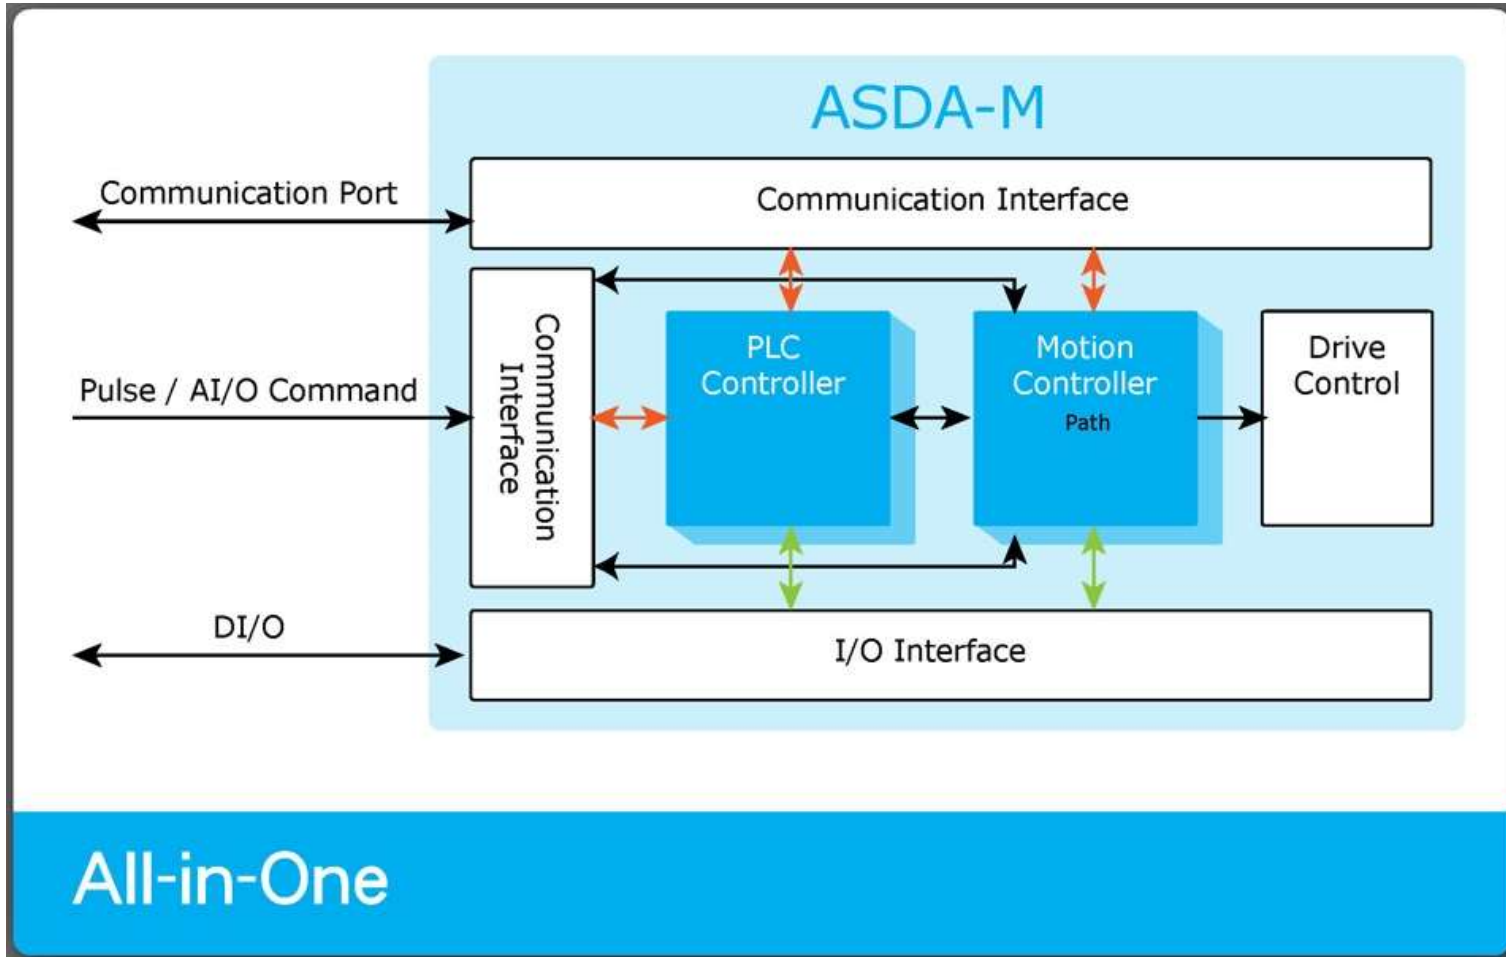 ASDA-M
Communication Port
Communication Interface
Pulse / AI/O Command
Communication
Interface
PLC
Controller
Motion
Controller
Path
Drive
Control
DI/O
I/O Interface
All-in-One